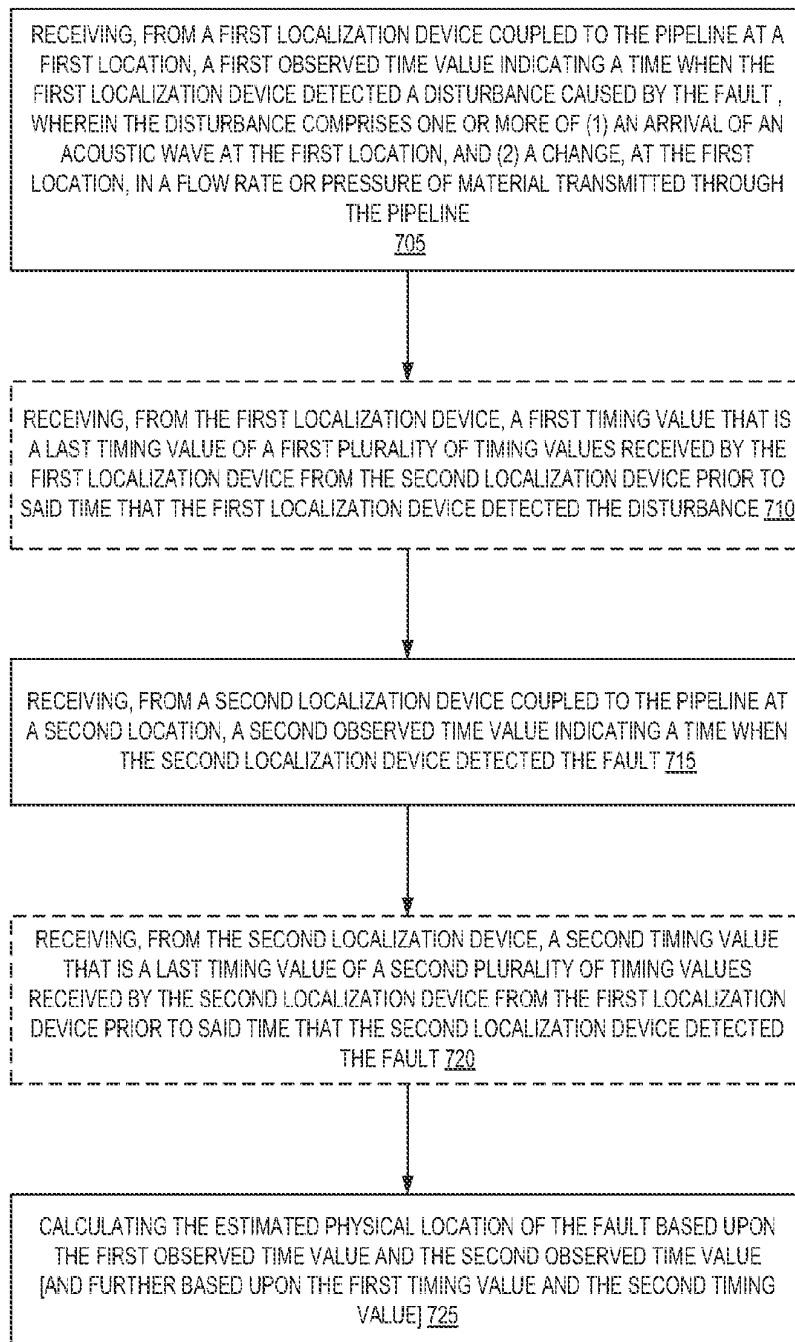 RECEIVING, FROM A FIRST LOCALIZATION DEVICE COUPLED TO THE PIPELINE AT A
FIRST LOCATION, A FIRST OBSERVED TIME VALUE INDICATING A TIME WHEN THE
FIRST LOCALIZATION DEVICE DETECTED A DISTURBANCE CAUSED BY THE FAULT ,
WHEREIN THE DISTURBANCE COMPRISES ONE OR MORE OF (1) AN ARRIVAL OF AN
ACOUSTIC WAVE AT THE FIRST LOCATION, AND (2) A CHANGE, AT THE FIRST
LOCATION, IN A FLOW RATE OR PRESSURE OF MATERIAL TRANSMITTED THROUGH
THE PIPELINE
705
RECEIVING, FROM THE FIRST LOCALIZATION DEVICE, A FIRST TIMING VALUE THAT IS
A LAST TIMING VALUE OF A FIRST PLURALITY OF TIMING VALUES RECEIVED BY THE
FIRST LOCALIZATION DEVICE FROM THE SECOND LOCALIZATION DEVICE PRIOR TO
SAID TIME THAT THE FIRST LOCALIZATION DEVICE DETECTED THE DISTURBANCE 710
RECEIVING, FROM A SECOND LOCALIZATION DEVICE COUPLED TO THE PIPELINE AT
A SECOND LOCATION, A SECOND OBSERVED TIME VALUE INDICATING A TIME WHEN
THE SECOND LOCALIZATION DEVICE DETECTED THE FAULT 715
RECEIVING, FROM THE SECOND LOCALIZATION DEVICE, A SECOND TIMING VALUE
THAT IS A LAST TIMING VALUE OF A SECOND PLURALITY OF TIMING VALUES
RECEIVED BY THE SECOND LOCALIZATION DEVICE FROM THE FIRST LOCALIZATION
DEVICE PRIOR TO SAID TIME THAT THE SECOND LOCALIZATION DEVICE DETECTED
THE FAULT 720
CALCULATING THE ESTIMATED PHYSICAL LOCATION OF THE FAULT BASED UPON
THE FIRST OBSERVED TIME VALUE AND THE SECOND OBSERVED TIME VALUE
[AND FURTHER BASED UPON THE FIRST TIMING VALUE AND THE SECOND TIMING
VALUE] 725